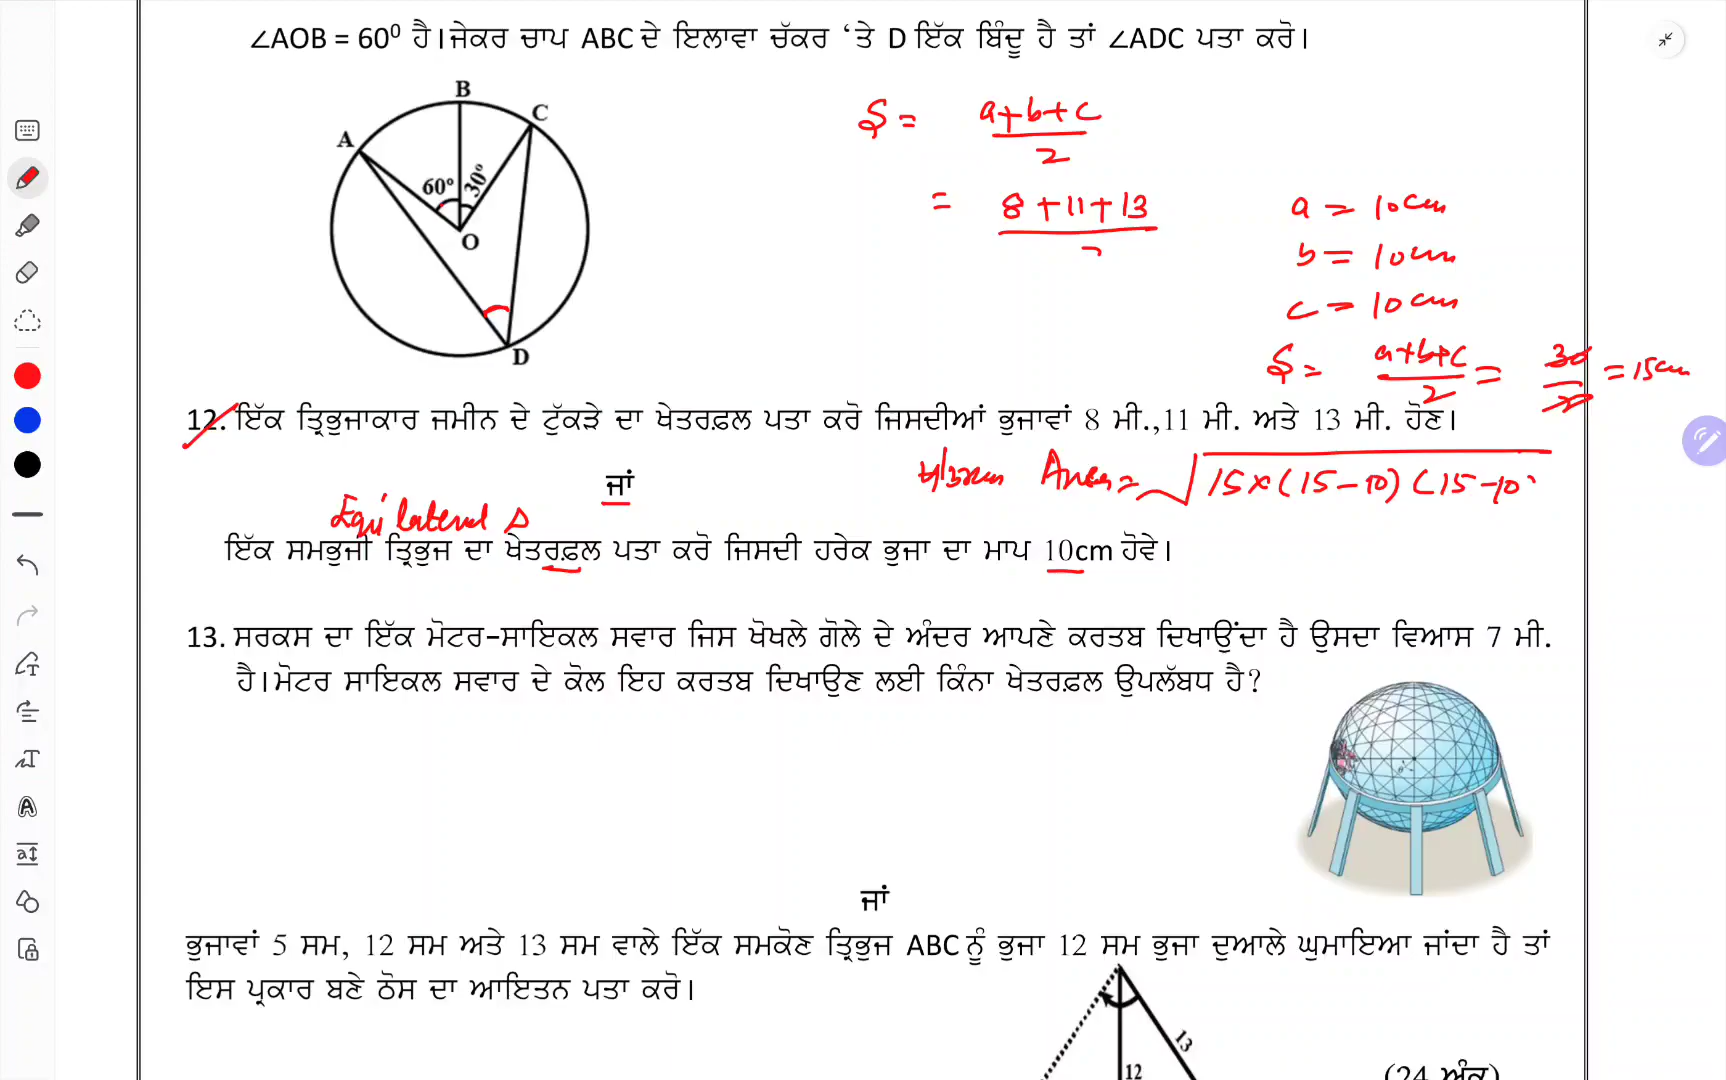 ∠AOB = 60⁰ ਹੈ।ਜੇਕਰ ਚਾਪ ABC ਦੇ ਇਲਾਵਾ ਚੱਕਰ ‘ਤੇ D ਇੱਕ ਬਿੰਦੂ ਹੈ ਤਾਂ ∠ADC ਪਤਾ ਕਰੋ।
B
C
A
60°
30°
O
D
S = a+b+c
2
= 8+11+13
a = 10cm
b = 10cm
c = 10cm
S = a+b+c/2 = 30/2 = 15cm
12. ਇੱਕ ਤ੍ਰਿਭੁਜਾਕਾਰ ਜਮੀਨ ਦੇ ਟੁੱਕੜੇ ਦਾ ਖੇਤਰਫ਼ਲ ਪਤਾ ਕਰੋ ਜਿਸਦੀਆਂ ਭੁਜਾਵਾਂ 8 ਮੀ.,11 ਮੀ. ਅਤੇ 13 ਮੀ. ਹੋਣ।
Area = √15×(15-10)(15-10)
ਜਾਂ
Equilateral Δ
ਇੱਕ ਸਮਭੁਜੀ ਤ੍ਰਿਭੁਜ ਦਾ ਖੇਤਰਫ਼ਲ ਪਤਾ ਕਰੋ ਜਿਸਦੀ ਹਰੇਕ ਭੁਜਾ ਦਾ ਮਾਪ 10cm ਹੋਵੇ।
13. ਸਰਕਸ ਦਾ ਇੱਕ ਮੋਟਰ-ਸਾਇਕਲ ਸਵਾਰ ਜਿਸ ਖੋਖਲੇ ਗੋਲੇ ਦੇ ਅੰਦਰ ਆਪਣੇ ਕਰਤਬ ਦਿਖਾਉਂਦਾ ਹੈ ਉਸਦਾ ਵਿਆਸ 7 ਮੀ.
ਹੈ।ਮੋਟਰ ਸਾਇਕਲ ਸਵਾਰ ਦੇ ਕੋਲ ਇਹ ਕਰਤਬ ਦਿਖਾਉਣ ਲਈ ਕਿੰਨਾ ਖੇਤਰਫ਼ਲ ਉਪਲੱਬਧ ਹੈ?
ਜਾਂ
ਭੁਜਾਵਾਂ 5 ਸਮ, 12 ਸਮ ਅਤੇ 13 ਸਮ ਵਾਲੇ ਇੱਕ ਸਮਕੋਣ ਤ੍ਰਿਭੁਜ ABC ਨੂੰ ਭੁਜਾ 12 ਸਮ ਭੁਜਾ ਦੁਆਲੇ ਘੁਮਾਇਆ ਜਾਂਦਾ ਹੈ ਤਾਂ
ਇਸ ਪ੍ਰਕਾਰ ਬਣੇ ਠੋਸ ਦਾ ਆਇਤਨ ਪਤਾ ਕਰੋ।
13
12
(24 ਅੰਕ)